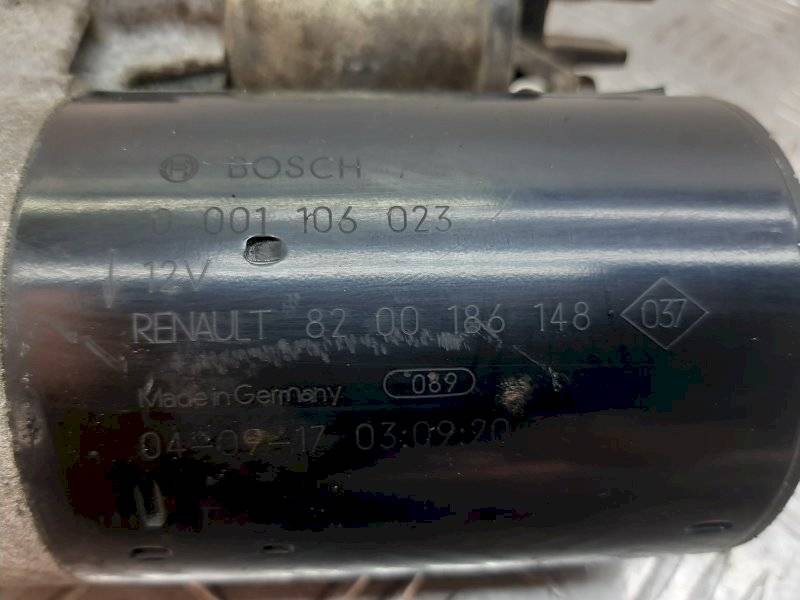 BOSCH
0 001 106 023
12V
RENAULT 82 00 186 148 037
Made in Germany 089
04-09-17 03:09:20